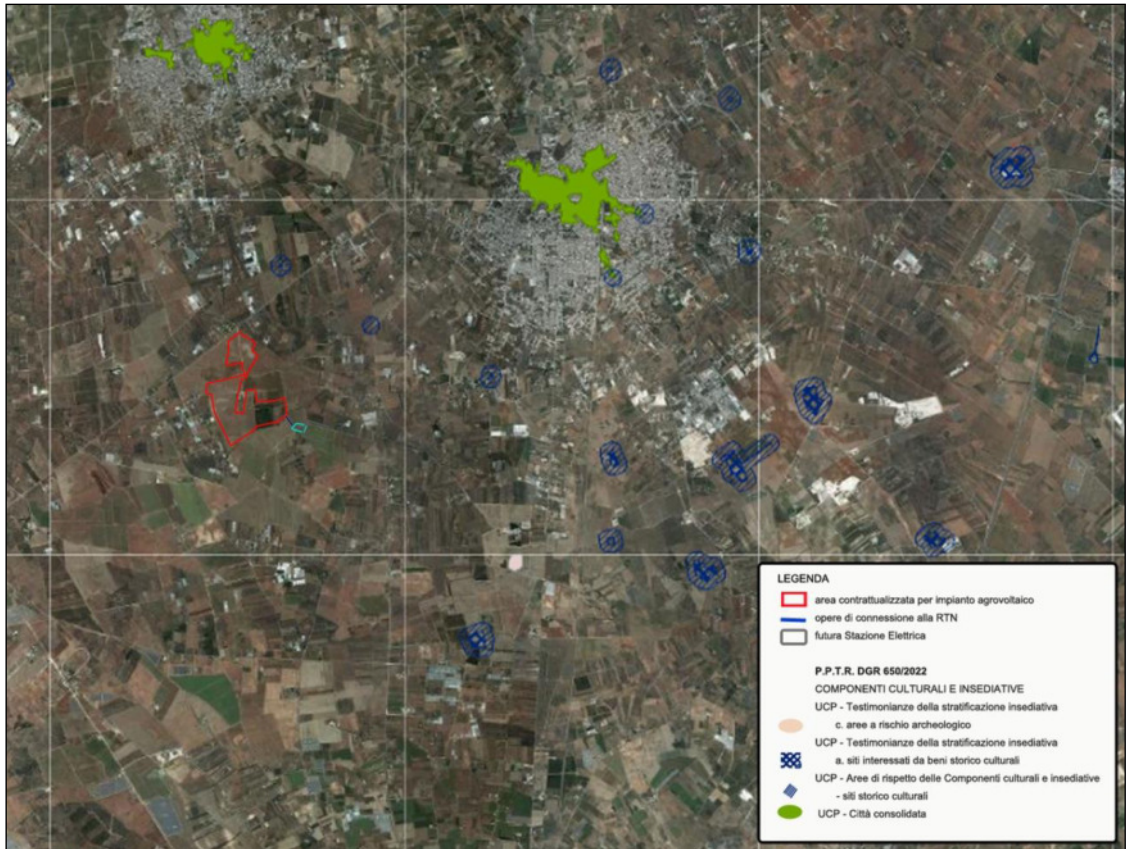 LEGENDA
area contrattualizzata per impianto agrovoltaico
opere di connessione alla RTN
futura Stazione Elettrica
P.P.T.R. DGR 650/2022
COMPONENTI CULTURALI E INSEDIATIVE
UCP - Testimonianze della stratificazione insediativa
c. aree a rischio archeologico
UCP - Testimonianze della stratificazione insediativa
a. siti interessati da beni storico culturali
UCP - Aree di rispetto delle Componenti culturali e insediative
- siti storico culturali
UCP - Città consolidata